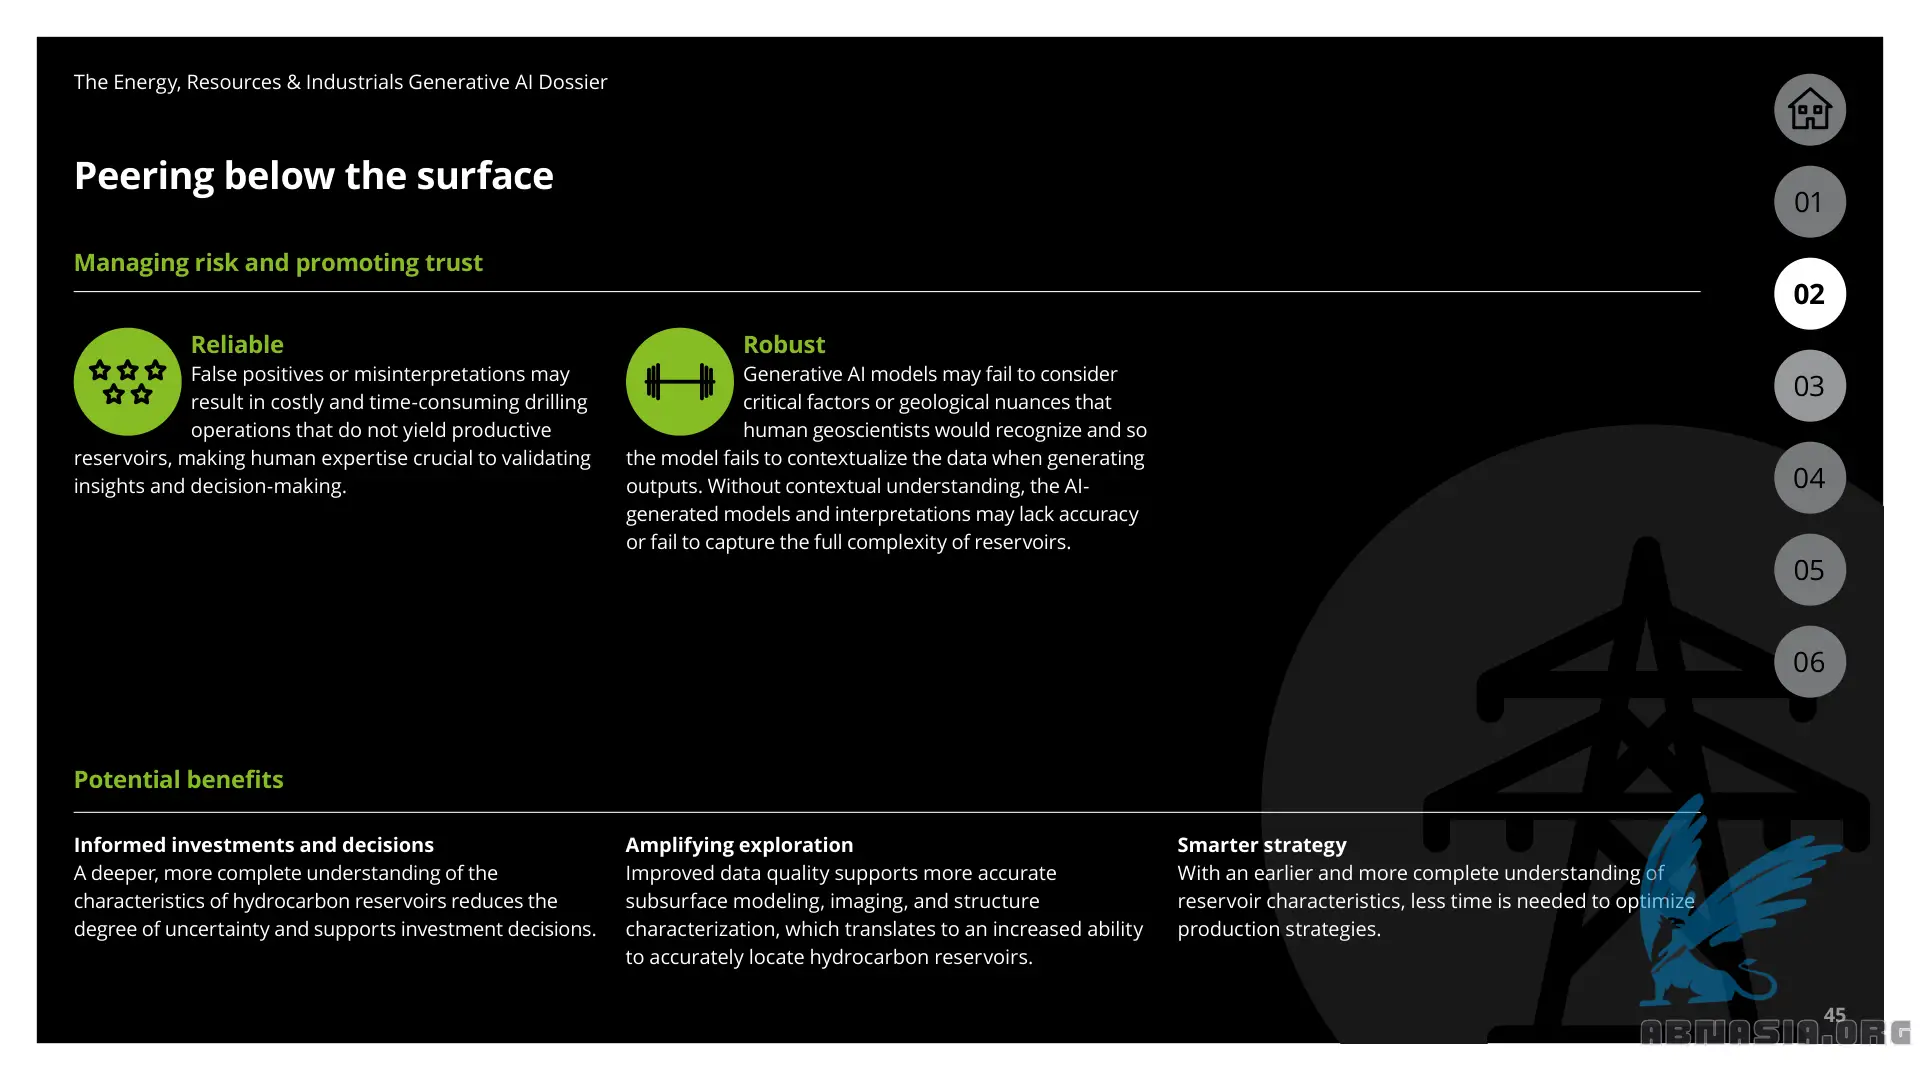 The Energy, Resources & Industrials Generative AI Dossier
Peering below the surface
Managing risk and promoting trust
Reliable
False positives or misinterpretations may
result in costly and time-consuming drilling
operations that do not yield productive
reservoirs, making human expertise crucial to validating
insights and decision-making.
Robust
Generative AI models may fail to consider
critical factors or geological nuances that
human geoscientists would recognize and so
the model fails to contextualize the data when generating
outputs. Without contextual understanding, the AI-
generated models and interpretations may lack accuracy
or fail to capture the full complexity of reservoirs.
Potential benefits
Informed investments and decisions
A deeper, more complete understanding of the
characteristics of hydrocarbon reservoirs reduces the
degree of uncertainty and supports investment decisions.
Amplifying exploration
Improved data quality supports more accurate
subsurface modeling, imaging, and structure
characterization, which translates to an increased ability
to accurately locate hydrocarbon reservoirs.
Smarter strategy
With an earlier and more complete understanding of
reservoir characteristics, less time is needed to optimize
production strategies.
01
02
03
04
05
06
45
ABNASIA.ORG